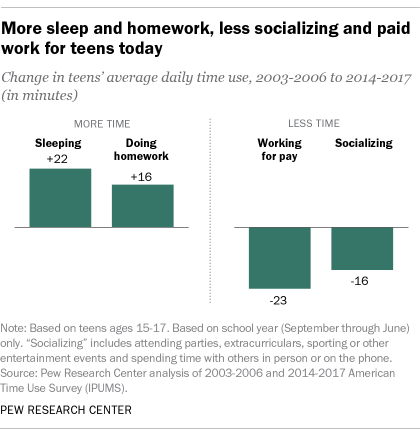 More sleep and homework, less socializing and paid
work for teens today
Change in teens’ average daily time use, 2003-2006 to 2014-2017
(in minutes)
MORE TIME
LESS TIME
Sleeping
+22
Doing
homework
+16
Working
for pay
-23
Socializing
-16
Note: Based on teens ages 15-17. Based on school year (September through June)
only. “Socializing” includes attending parties, extracurriculars, sporting or other
entertainment events and spending time with others in person or on the phone.
Source: Pew Research Center analysis of 2003-2006 and 2014-2017 American
Time Use Survey (IPUMS).
PEW RESEARCH CENTER